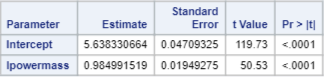 Parameter Estimate Standard Error t Value Pr > |t|
Intercept 5.638330664 0.04709325 119.73 <.0001
lpowermass 0.984991519 0.01949275 50.53 <.0001